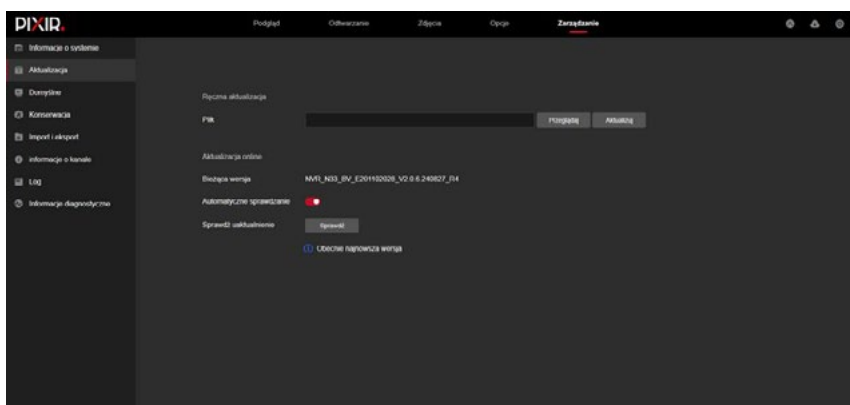 PIXIR.
Podgląd Odtwarzanie Zdjęcia Opcje Zarządzanie
Informacje o systemie
Aktualizacja
Domyślne
Konserwacja
Import i eksport
informacje o kanale
Log
Informacje diagnostyczne
Ręczna aktualizacja
Plik Przeglądaj Aktualizuj
Aktualizacja online
Bieżąca wersja NVR_N33_BV_E201102028_V2.0.6.240827_R4
Automatyczne sprawdzanie
Sprawdź uaktualnienie Sprawdź
Obecnie najnowsza wersja